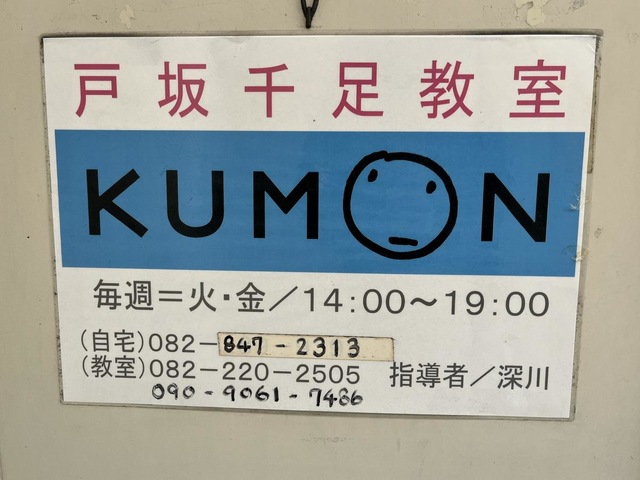 戸坂千足教室
KUMON
毎週＝火・金／14:00〜19:00
(自宅)082－847-2313
(教室)082－220－2505 指導者／深川
090-9061-7486